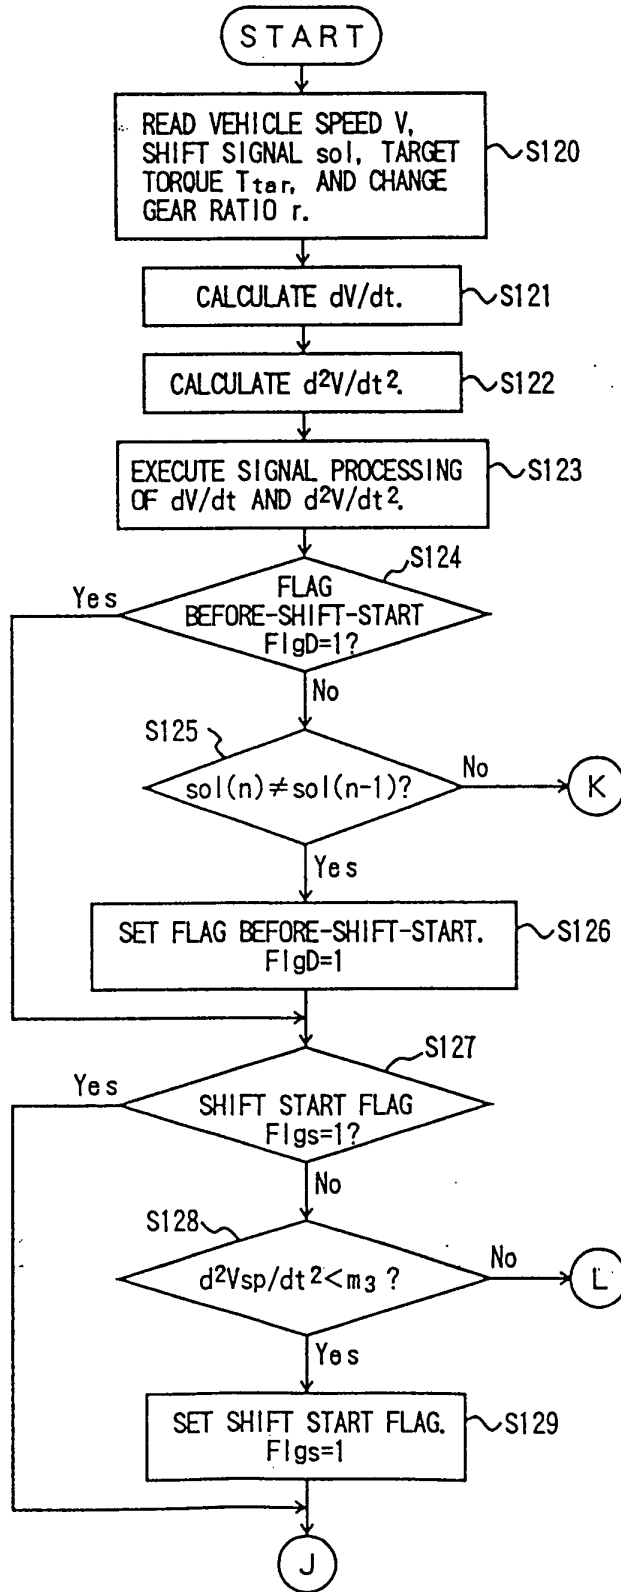 START
READ VEHICLE SPEED V,
SHIFT SIGNAL sol, TARGET
TORQUE Ttar, AND CHANGE
GEAR RATIO r.
S120
CALCULATE dV/dt.
S121
CALCULATE d²V/dt².
S122
EXECUTE SIGNAL PROCESSING
OF dV/dt AND d²V/dt².
S123
S124
Yes
FLAG
BEFORE-SHIFT-START
FlgD=1?
No
S125
sol(n)≠sol(n-1)?
No
K
Yes
SET FLAG BEFORE-SHIFT-START.
FlgD=1
S126
S127
Yes
SHIFT START FLAG
Flgs=1?
No
S128
d²Vsp/dt²<m₃ ?
No
L
Yes
SET SHIFT START FLAG.
Flgs=1
S129
J